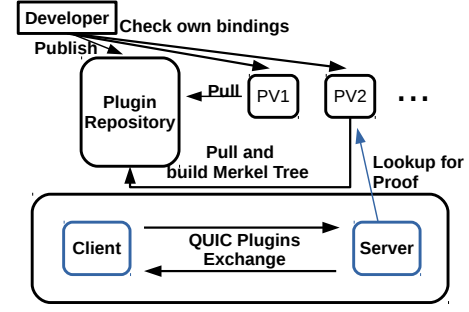 Developer
Check own bindings
Publish
Plugin
Repository
Pull
PV1
PV2
...
Pull and
build Merkel Tree
Lookup for
Proof
Client
QUIC Plugins
Exchange
Server